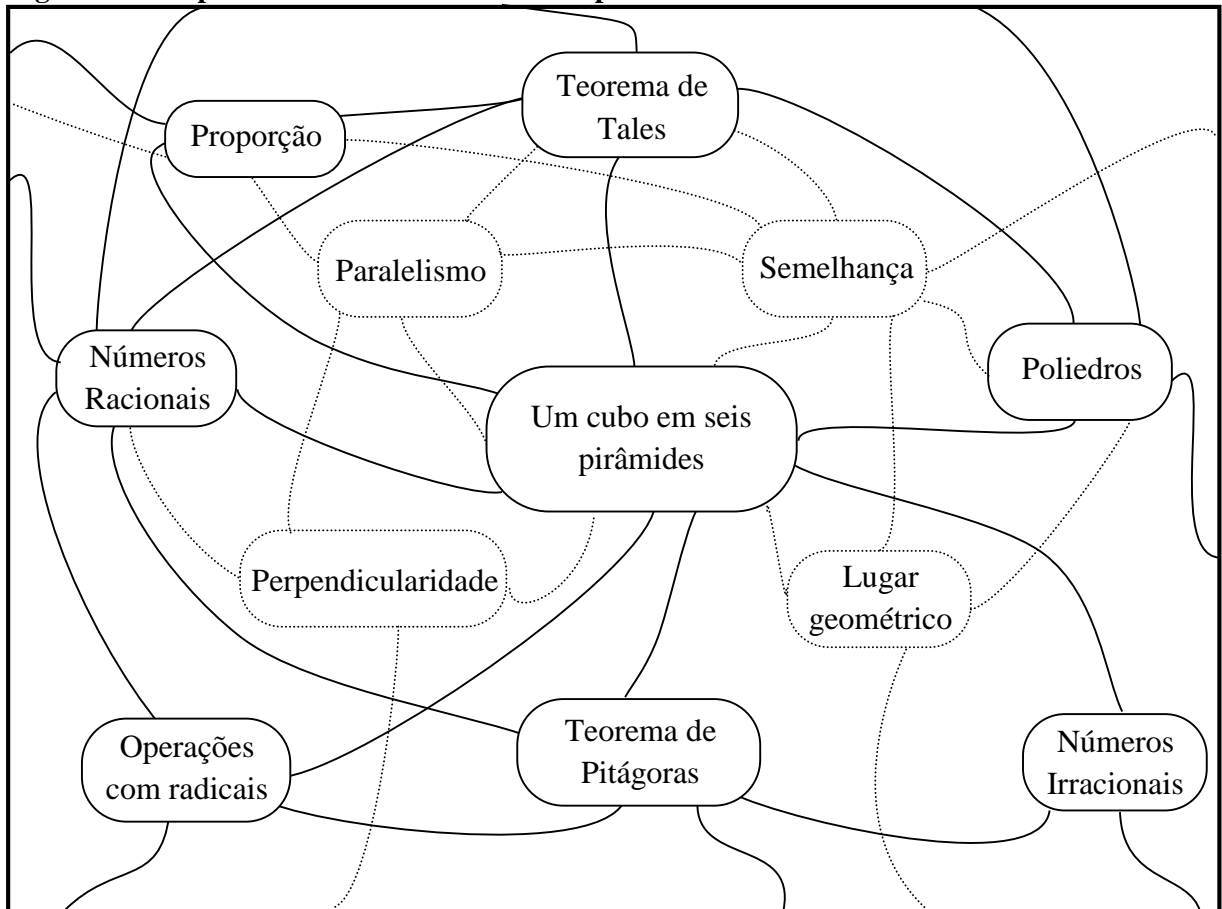 Teorema de
Tales
Proporção
Paralelismo
Semelhança
Números
Racionais
Poliedros
Um cubo em seis
pirâmides
Perpendicularidade
Lugar
geométrico
Operações
com radicais
Teorema de
Pitágoras
Números
Irracionais